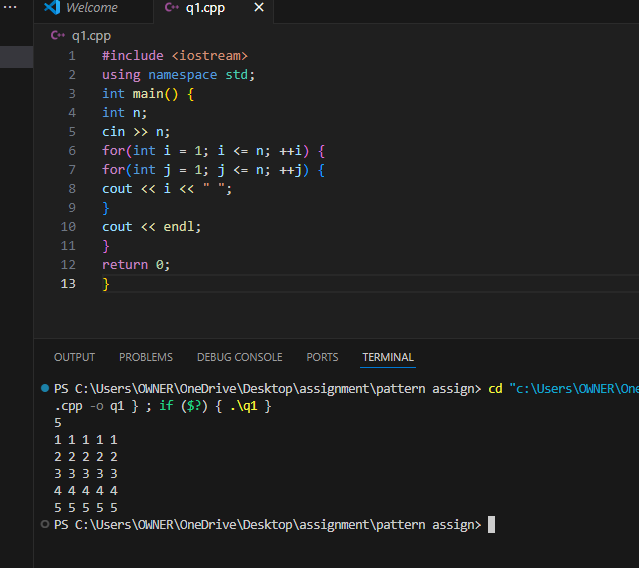 ··· Welcome q1.cpp ✕
q1.cpp
1 #include <iostream>
2 using namespace std;
3 int main() {
4 int n;
5 cin >> n;
6 for(int i = 1; i <= n; ++i) {
7 for(int j = 1; j <= n; ++j) {
8 cout << i << " ";
9 }
10 cout << endl;
11 }
12 return 0;
13 }
OUTPUT PROBLEMS DEBUG CONSOLE PORTS TERMINAL
PS C:\Users\OWNER\OneDrive\Desktop\assignment\pattern assign> cd "c:\Users\OWNER\One
.cpp -o q1 } ; if ($?) { .\q1 }
5
1 1 1 1 1
2 2 2 2 2
3 3 3 3 3
4 4 4 4 4
5 5 5 5 5
PS C:\Users\OWNER\OneDrive\Desktop\assignment\pattern assign>